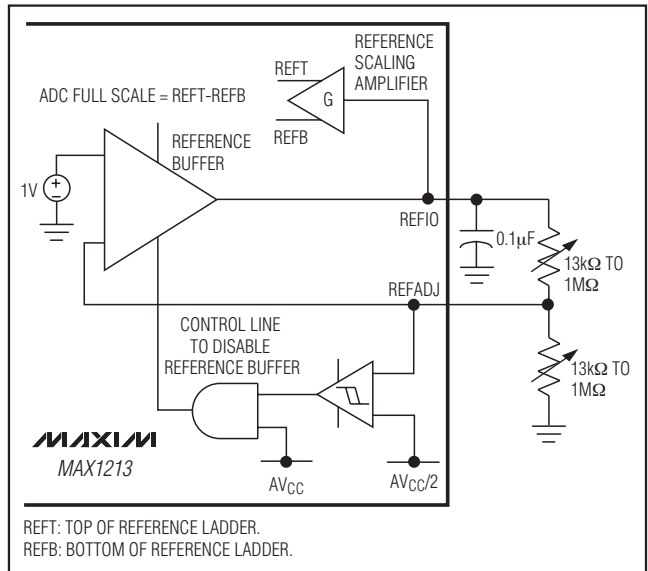 REFERENCE
SCALING
AMPLIFIER
REFT
G
REFB
ADC FULL SCALE = REFT-REFB
REFERENCE
BUFFER
1V
+
−
REFIO
0.1µF
13kΩ TO
1MΩ
REFADJ
CONTROL LINE
TO DISABLE
REFERENCE BUFFER
13kΩ TO
1MΩ
MAXIM
MAX1213
AVCC
AVCC/2
REFT: TOP OF REFERENCE LADDER.
REFB: BOTTOM OF REFERENCE LADDER.